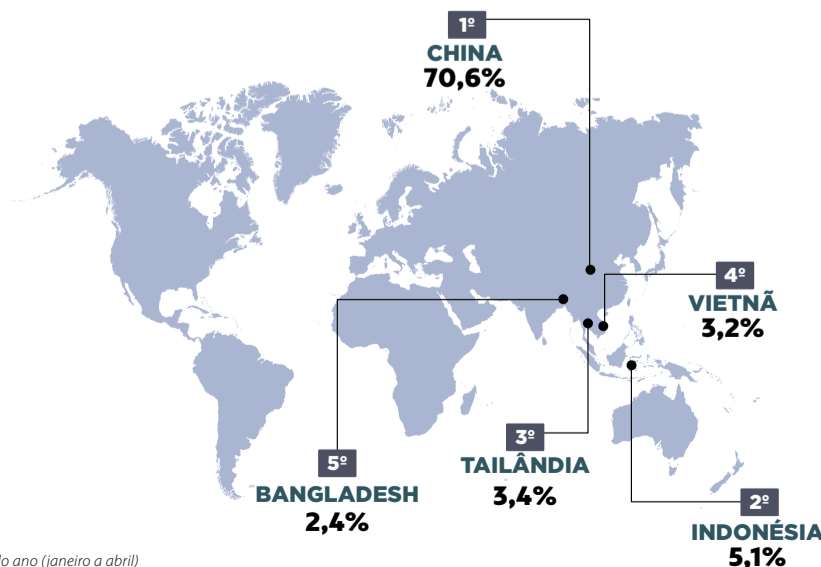 1º
CHINA
70,6%
4º
VIETNÃ
3,2%
3º
TAILÂNDIA
3,4%
5º
BANGLADESH
2,4%
2º
INDONÉSIA
5,1%
ano (janeiro a abril)